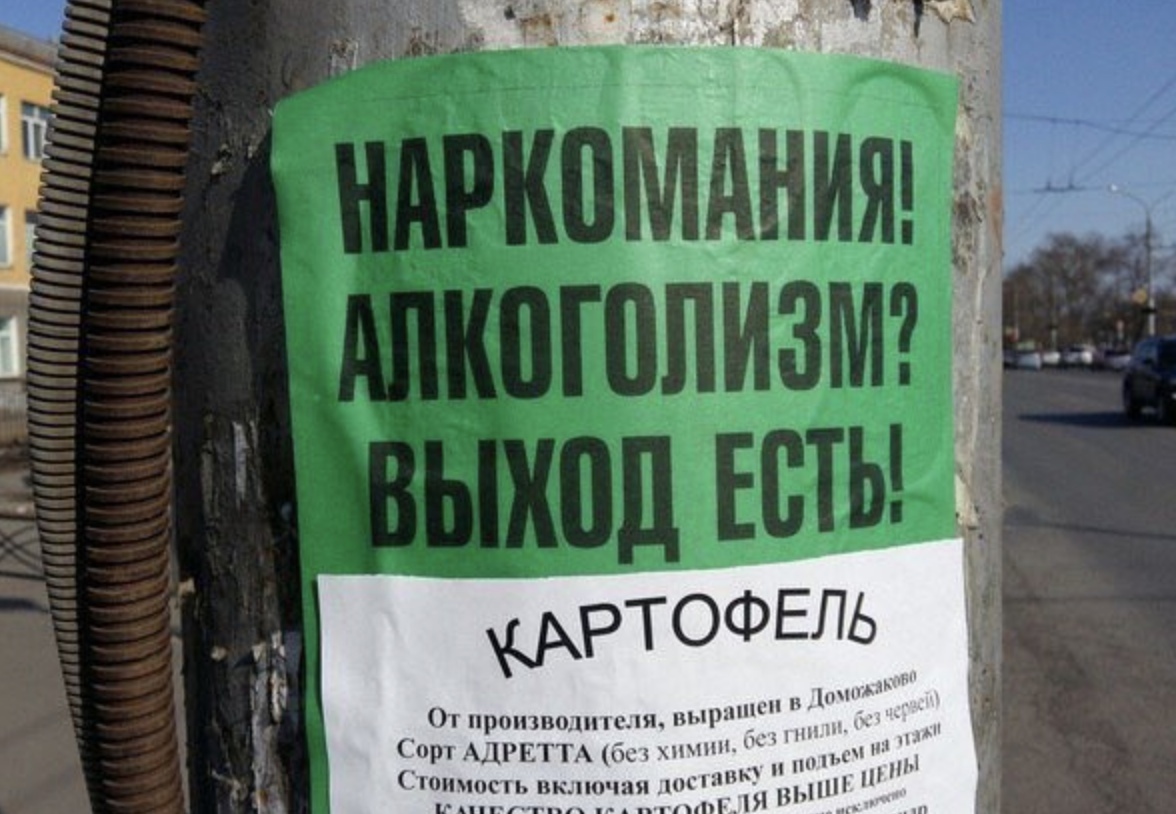 НАРКОМАНИЯ!
АЛКОГОЛИЗМ?
ВЫХОД ЕСТЬ!
КАРТОФЕЛЬ
От производителя, выращен в Доможаково
Сорт АДРЕТТА (без химии, без гнили, без червей)
Стоимость включая доставку и подъем на этажи
КАЧЕСТВО КАРТОФЕЛЯ ВЫШЕ ЦЕНЫ
исключено